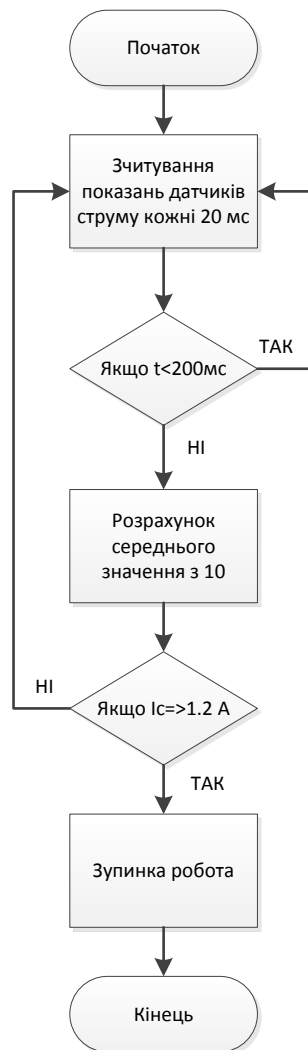 Початок
Зчитування
показань датчиків
струму кожні 20 мс
Якщо t<200мс
ТАК
НІ
Розрахунок
середнього
значення з 10
Якщо Іс=>1.2 А
НІ
ТАК
Зупинка робота
Кінець